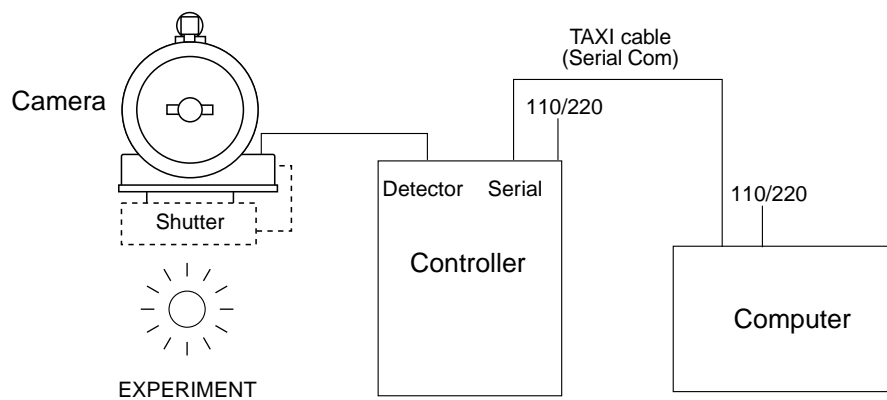 TAXI cable
(Serial Com)
Camera
110/220
Detector Serial
110/220
Shutter
Controller
Computer
EXPERIMENT